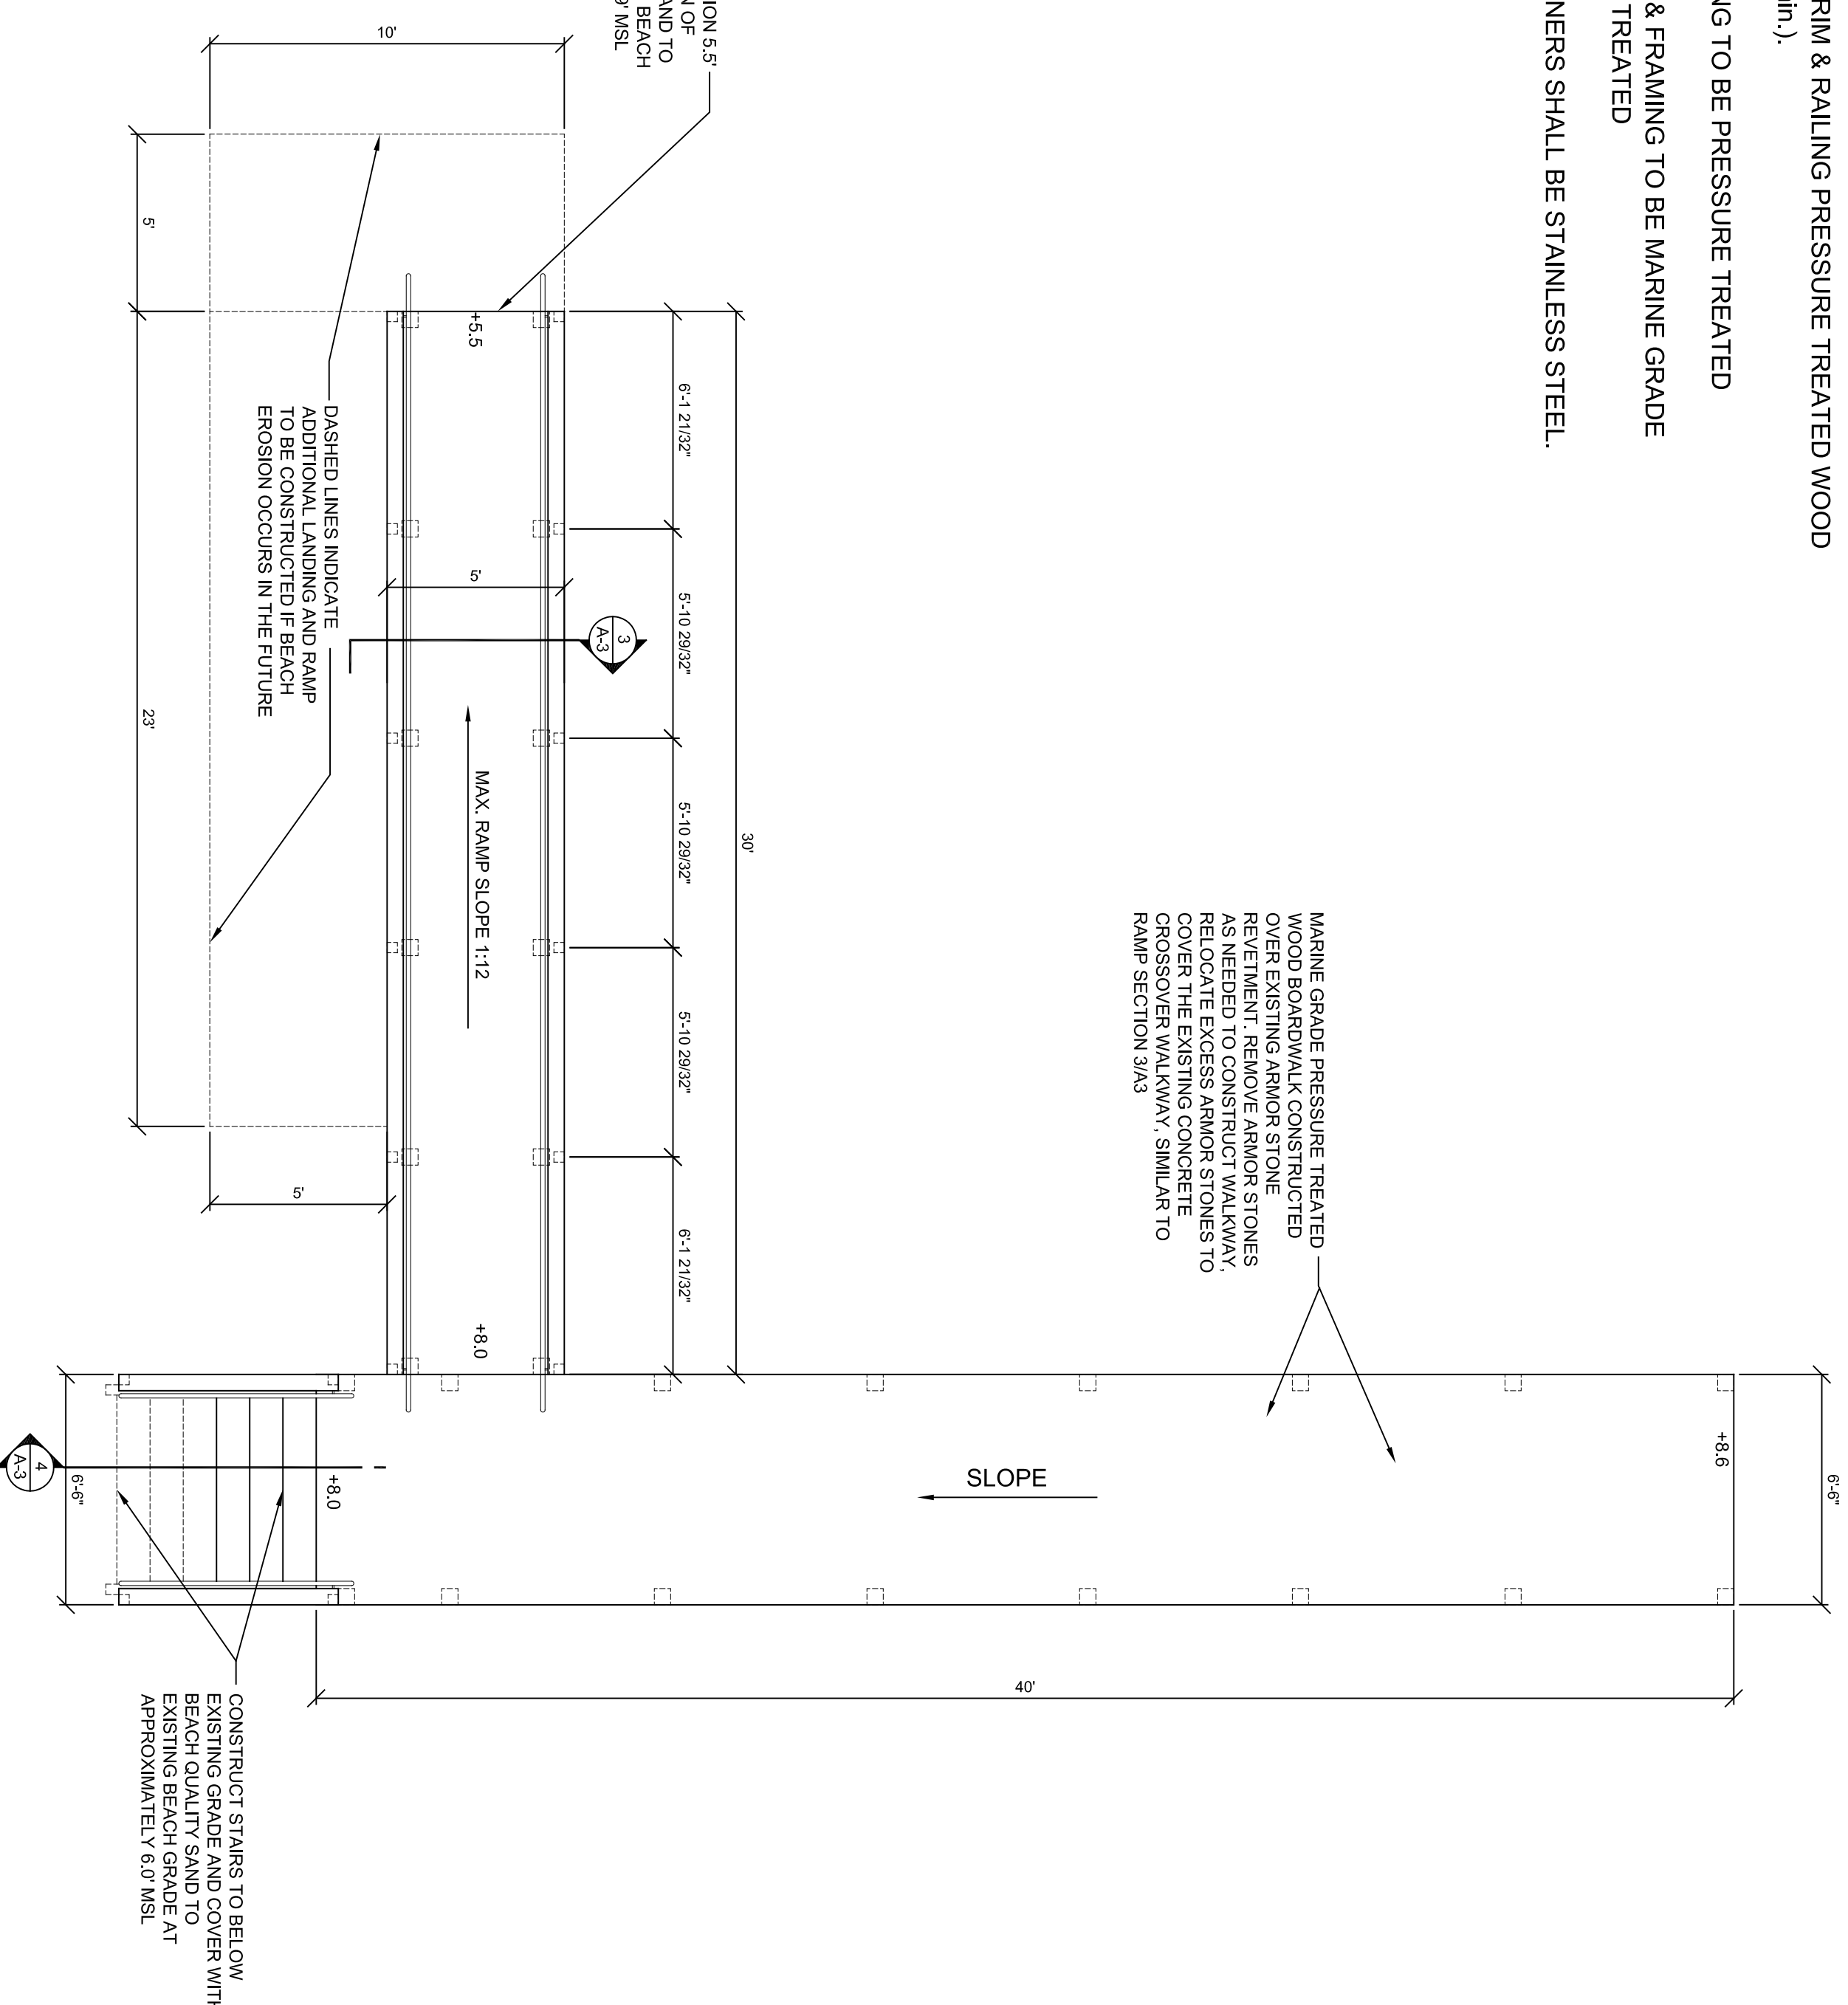 RIM & RAILING PRESSURE TREATED WOOD
in.).
NG TO BE PRESSURE TREATED
& FRAMING TO BE MARINE GRADE
TREATED
NERS SHALL BE STAINLESS STEEL.
ION 5.5'
N OF
AND TO
BEACH
9' MSL
10'
5'
23'
+5.5
6'-1 21/32"
5'-10 29/32"
5'-10 29/32"
5'-10 29/32"
6'-1 21/32"
30'
5'
3
A-3
DASHED LINES INDICATE
ADDITIONAL LANDING AND RAMP
TO BE CONSTRUCTED IF BEACH
EROSION OCCURS IN THE FUTURE
MAX. RAMP SLOPE 1:12
5'
+8.0
MARINE GRADE PRESSURE TREATED
WOOD BOARDWALK CONSTRUCTED
OVER EXISTING ARMOR STONE
REVETMENT. REMOVE ARMOR STONES
AS NEEDED TO CONSTRUCT WALKWAY,
RELOCATE EXCESS ARMOR STONES TO
COVER THE EXISTING CONCRETE
CROSSOVER WALKWAY, SIMILAR TO
RAMP SECTION 3/A3
+8.6
6'-6"
SLOPE
+8.0
6'-6"
4
A-3
40'
CONSTRUCT STAIRS TO BELOW
EXISTING GRADE AND COVER WITH
BEACH QUALITY SAND TO
EXISTING BEACH GRADE AT
APPROXIMATELY 6.0' MSL